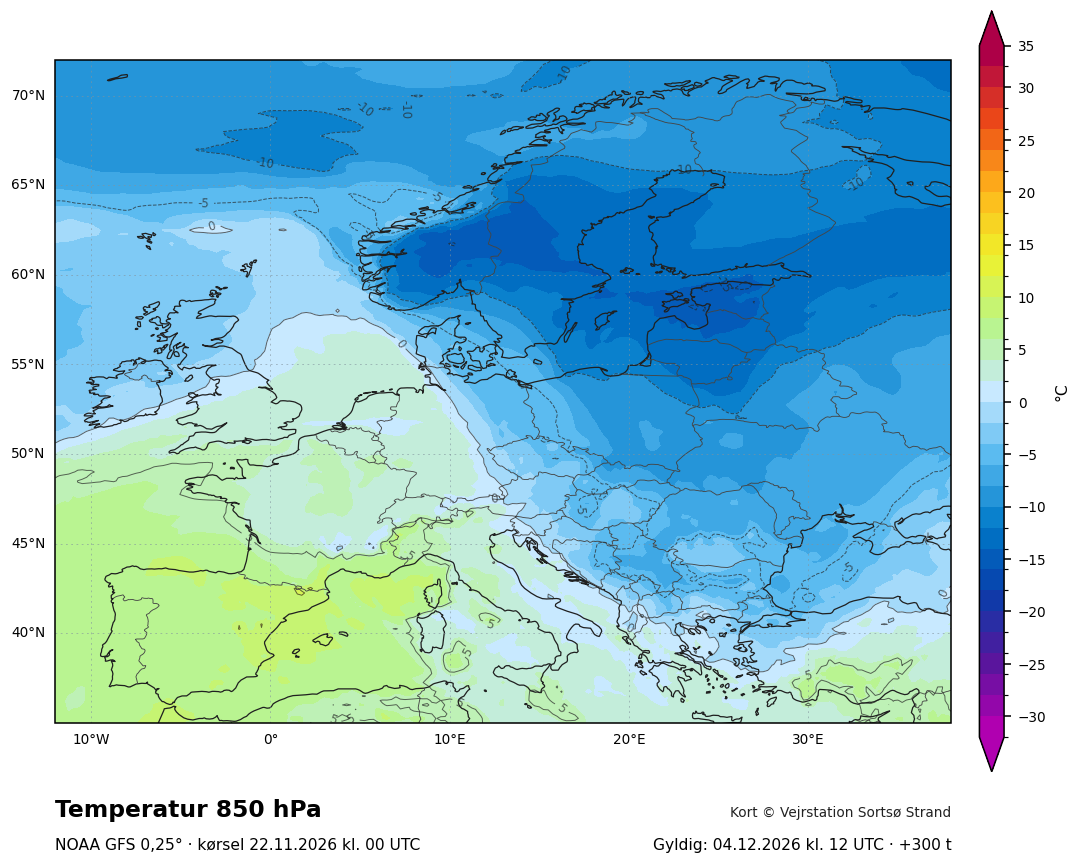 70°N
65°N
60°N
55°N
50°N
45°N
40°N
10°W
0°
10°E
20°E
30°E
35
30
25
20
15
10
5
0
−5
−10
−15
−20
−25
−30
°C
Temperatur 850 hPa
Kort © Vejrstation Sortsø Strand
NOAA GFS 0,25° · kørsel 22.11.2026 kl. 00 UTC
Gyldig: 04.12.2026 kl. 12 UTC · +300 t